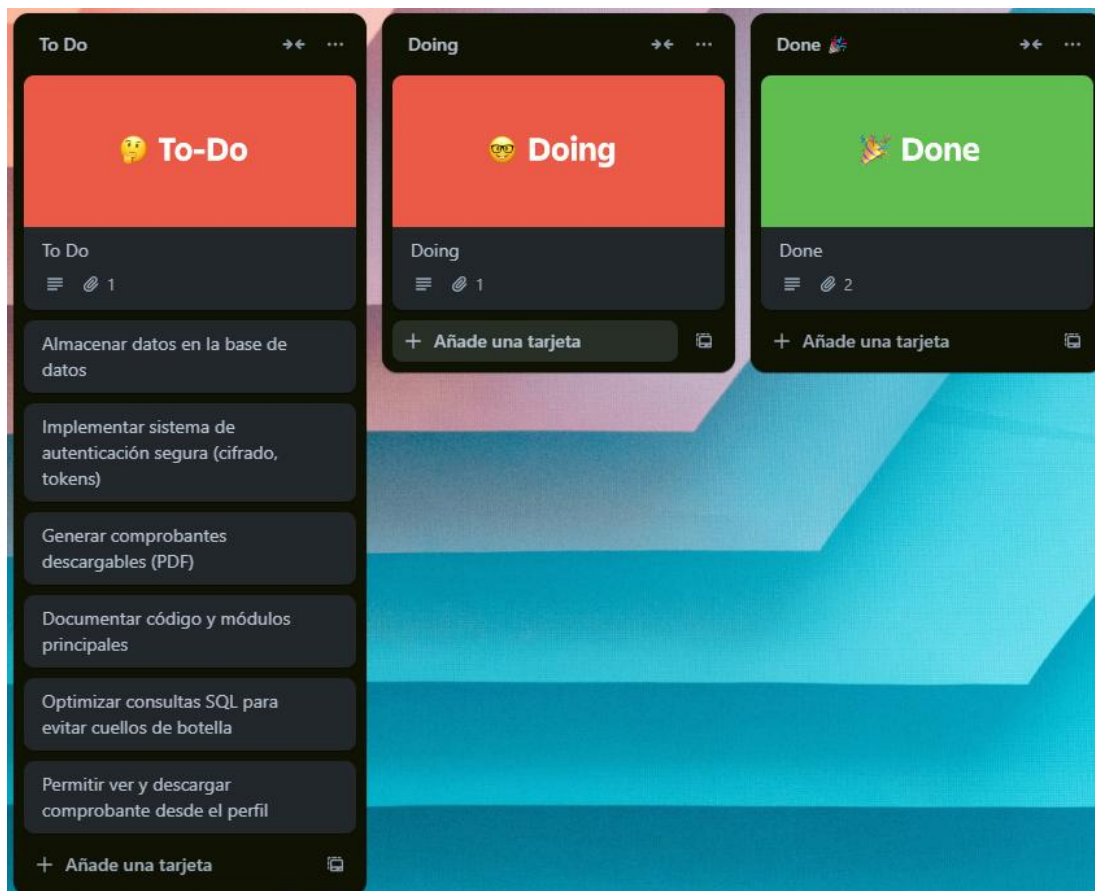 To Do
🤔 To-Do
To Do
1
Almacenar datos en la base de
datos
Implementar sistema de
autenticación segura (cifrado,
tokens)
Generar comprobantes
descargables (PDF)
Documentar código y módulos
principales
Optimizar consultas SQL para
evitar cuellos de botella
Permitir ver y descargar
comprobante desde el perfil
+ Añade una tarjeta
Doing
🤓 Doing
Doing
1
+ Añade una tarjeta
Done 🎉
🎉 Done
Done
2
+ Añade una tarjeta